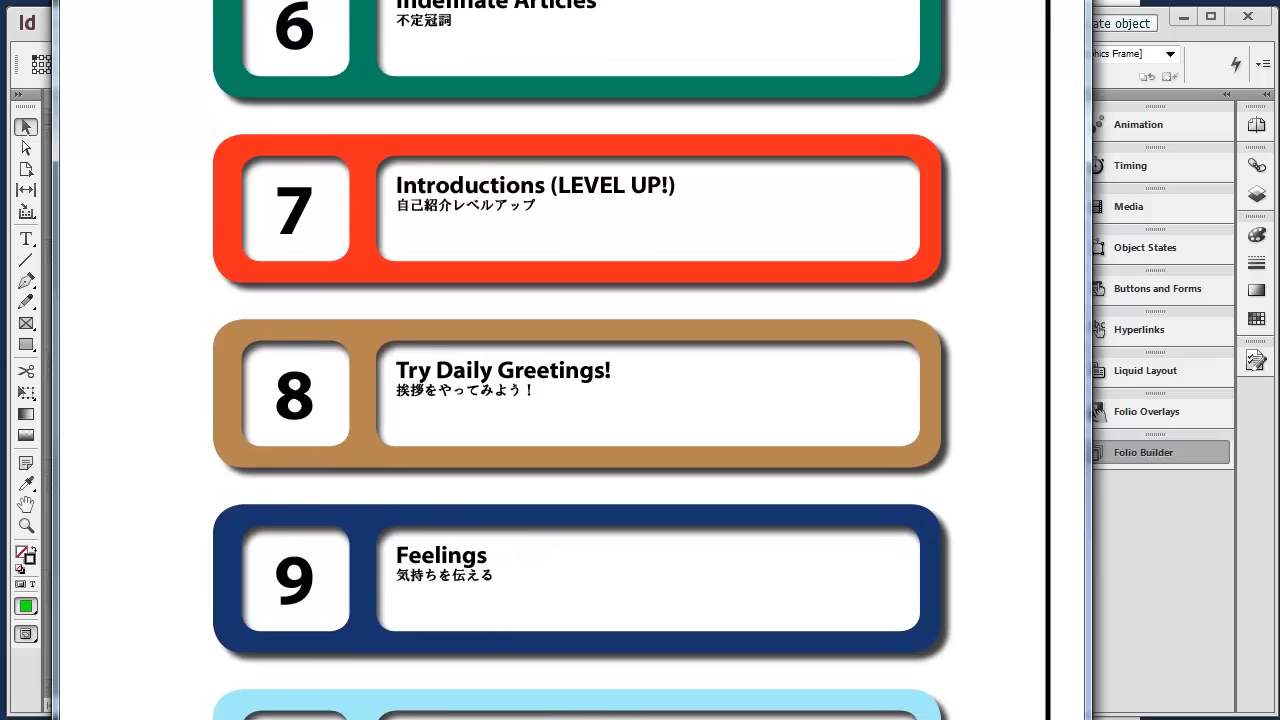 Id
ate object
6
Indefinate Articles
不定冠詞
hics Frame]
7
Introductions (LEVEL UP!)
自己紹介レベルアップ
8
Try Daily Greetings!
挨拶をやってみよう！
9
Feelings
気持ちを伝える
Animation
Timing
Media
Object States
Buttons and Forms
Hyperlinks
Liquid Layout
Folio Overlays
Folio Builder